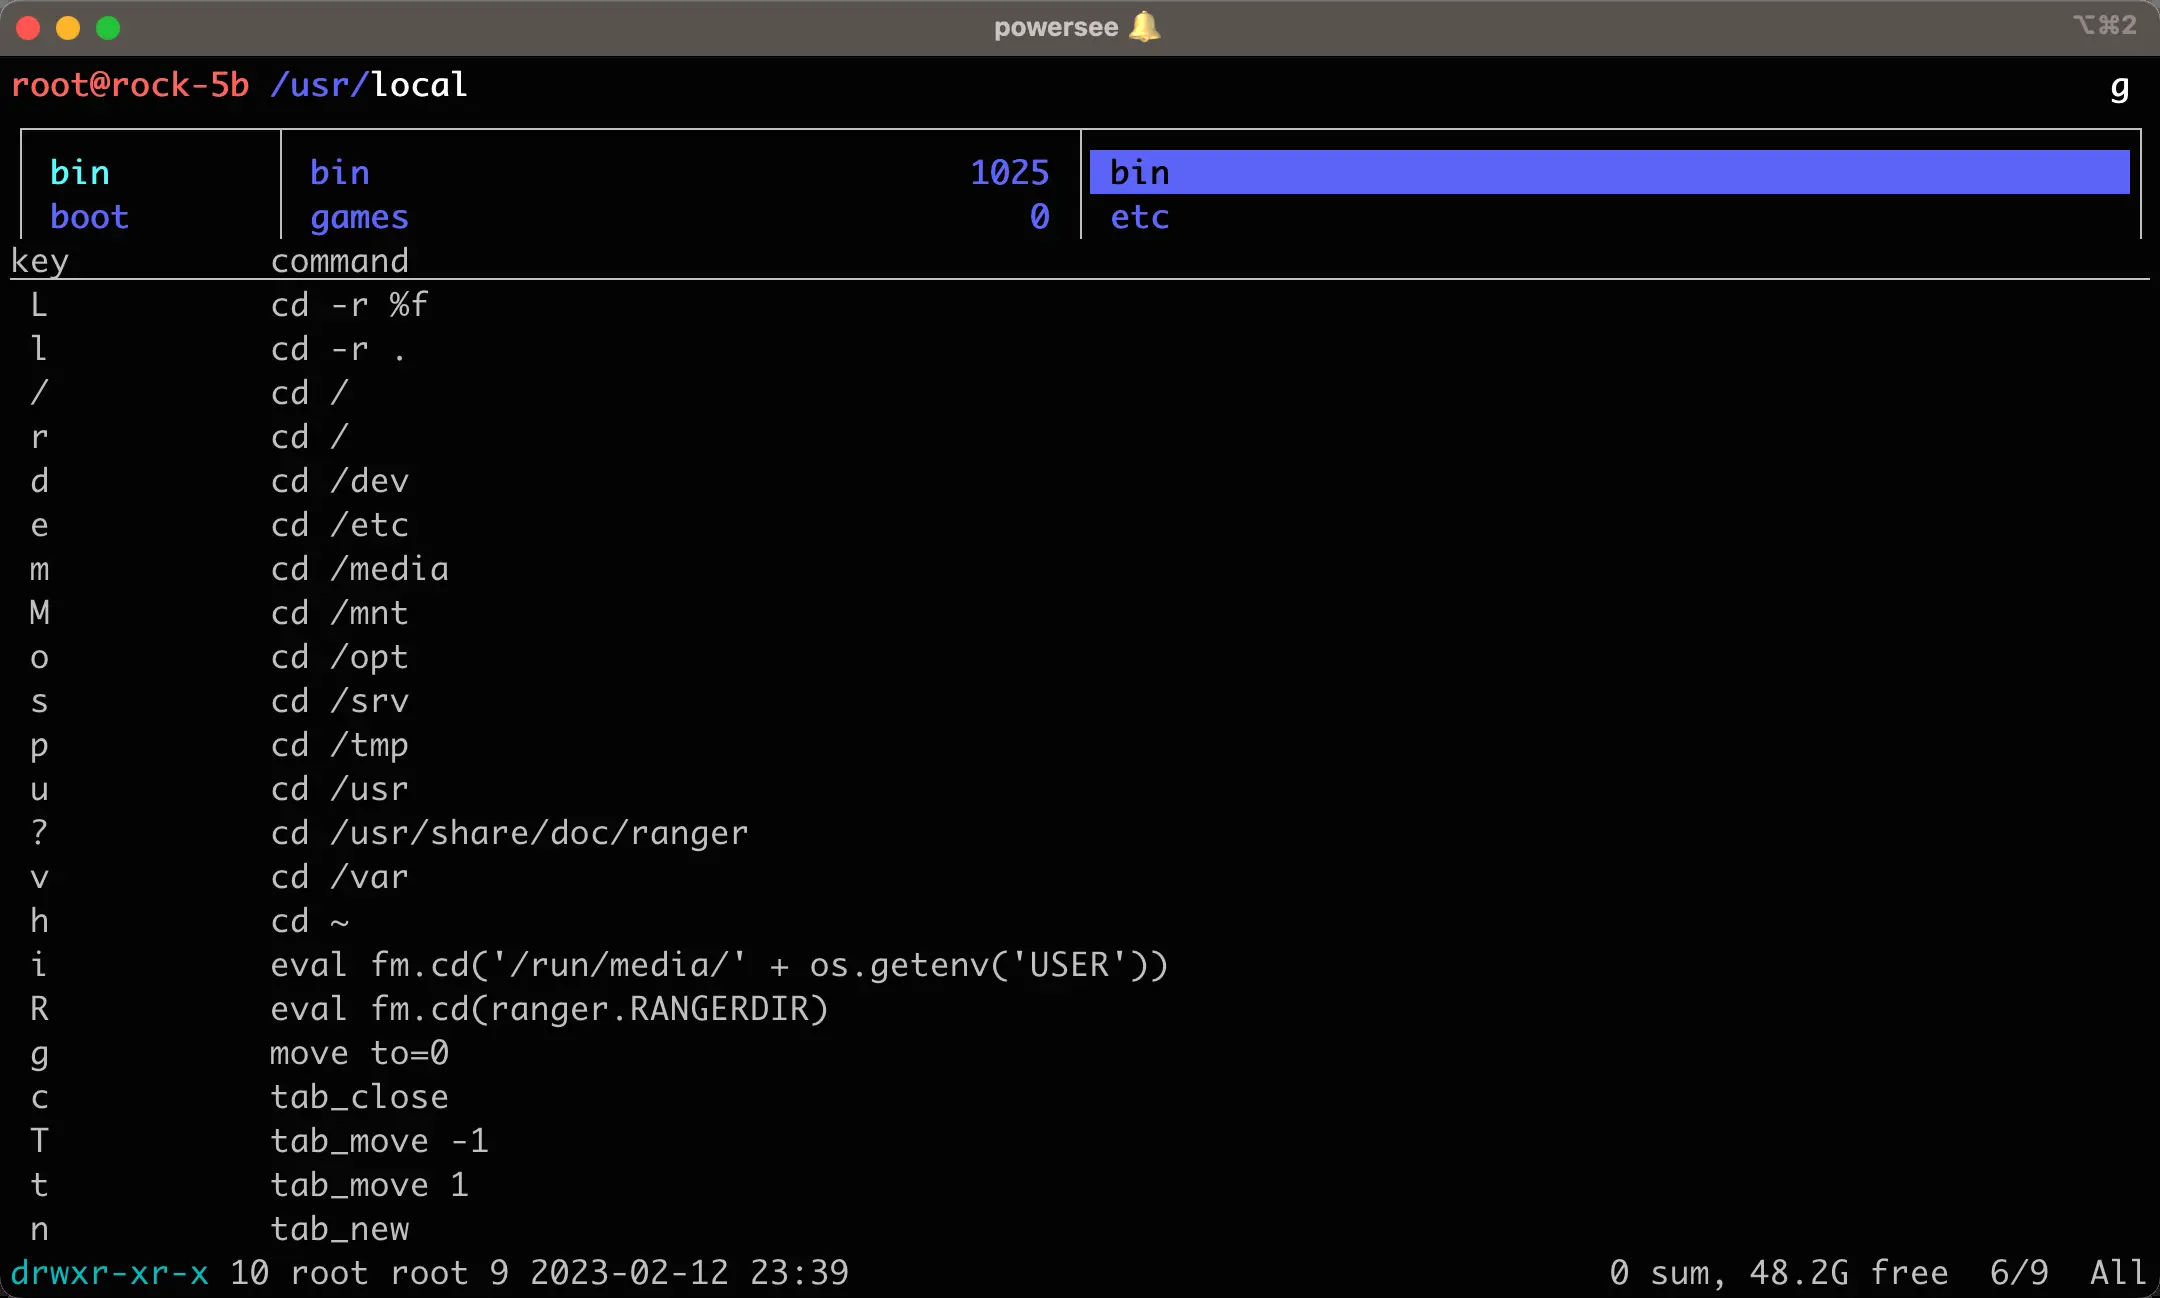 powersee 🔔 ⌥⌘2
root@rock-5b /usr/local g
bin bin 1025 bin
boot games 0 etc
key command
L cd -r %f
l cd -r .
/ cd /
r cd /
d cd /dev
e cd /etc
m cd /media
M cd /mnt
o cd /opt
s cd /srv
p cd /tmp
u cd /usr
? cd /usr/share/doc/ranger
v cd /var
h cd ~
i eval fm.cd('/run/media/' + os.getenv('USER'))
R eval fm.cd(ranger.RANGERDIR)
g move to=0
c tab_close
T tab_move -1
t tab_move 1
n tab_new
drwxr-xr-x 10 root root 9 2023-02-12 23:39 0 sum, 48.2G free 6/9 All